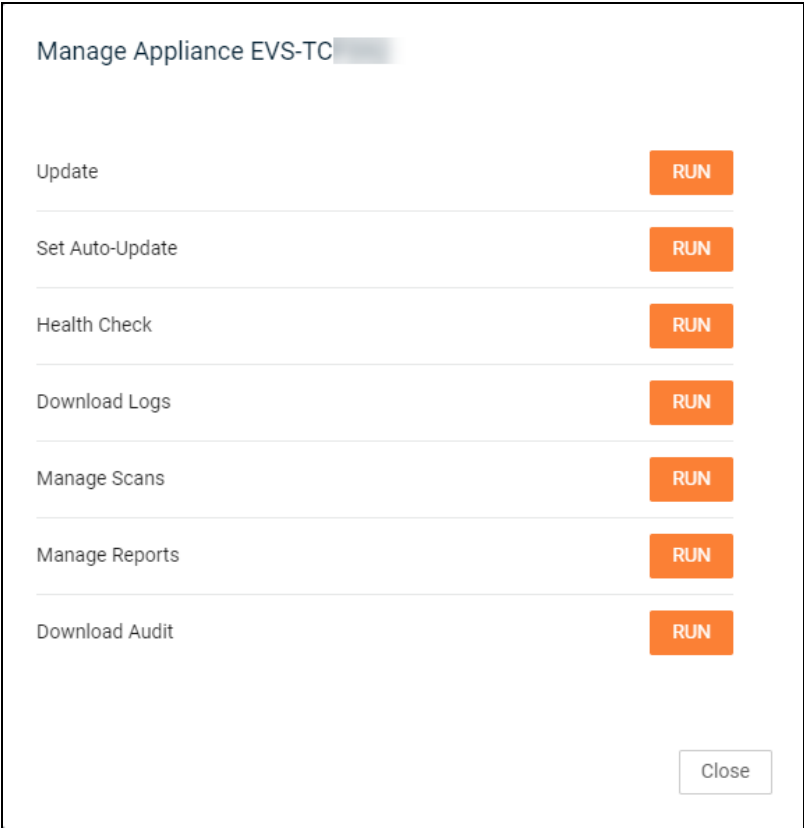 Manage Appliance EVS-TC
Update RUN
Set Auto-Update RUN
Health Check RUN
Download Logs RUN
Manage Scans RUN
Manage Reports RUN
Download Audit RUN
Close